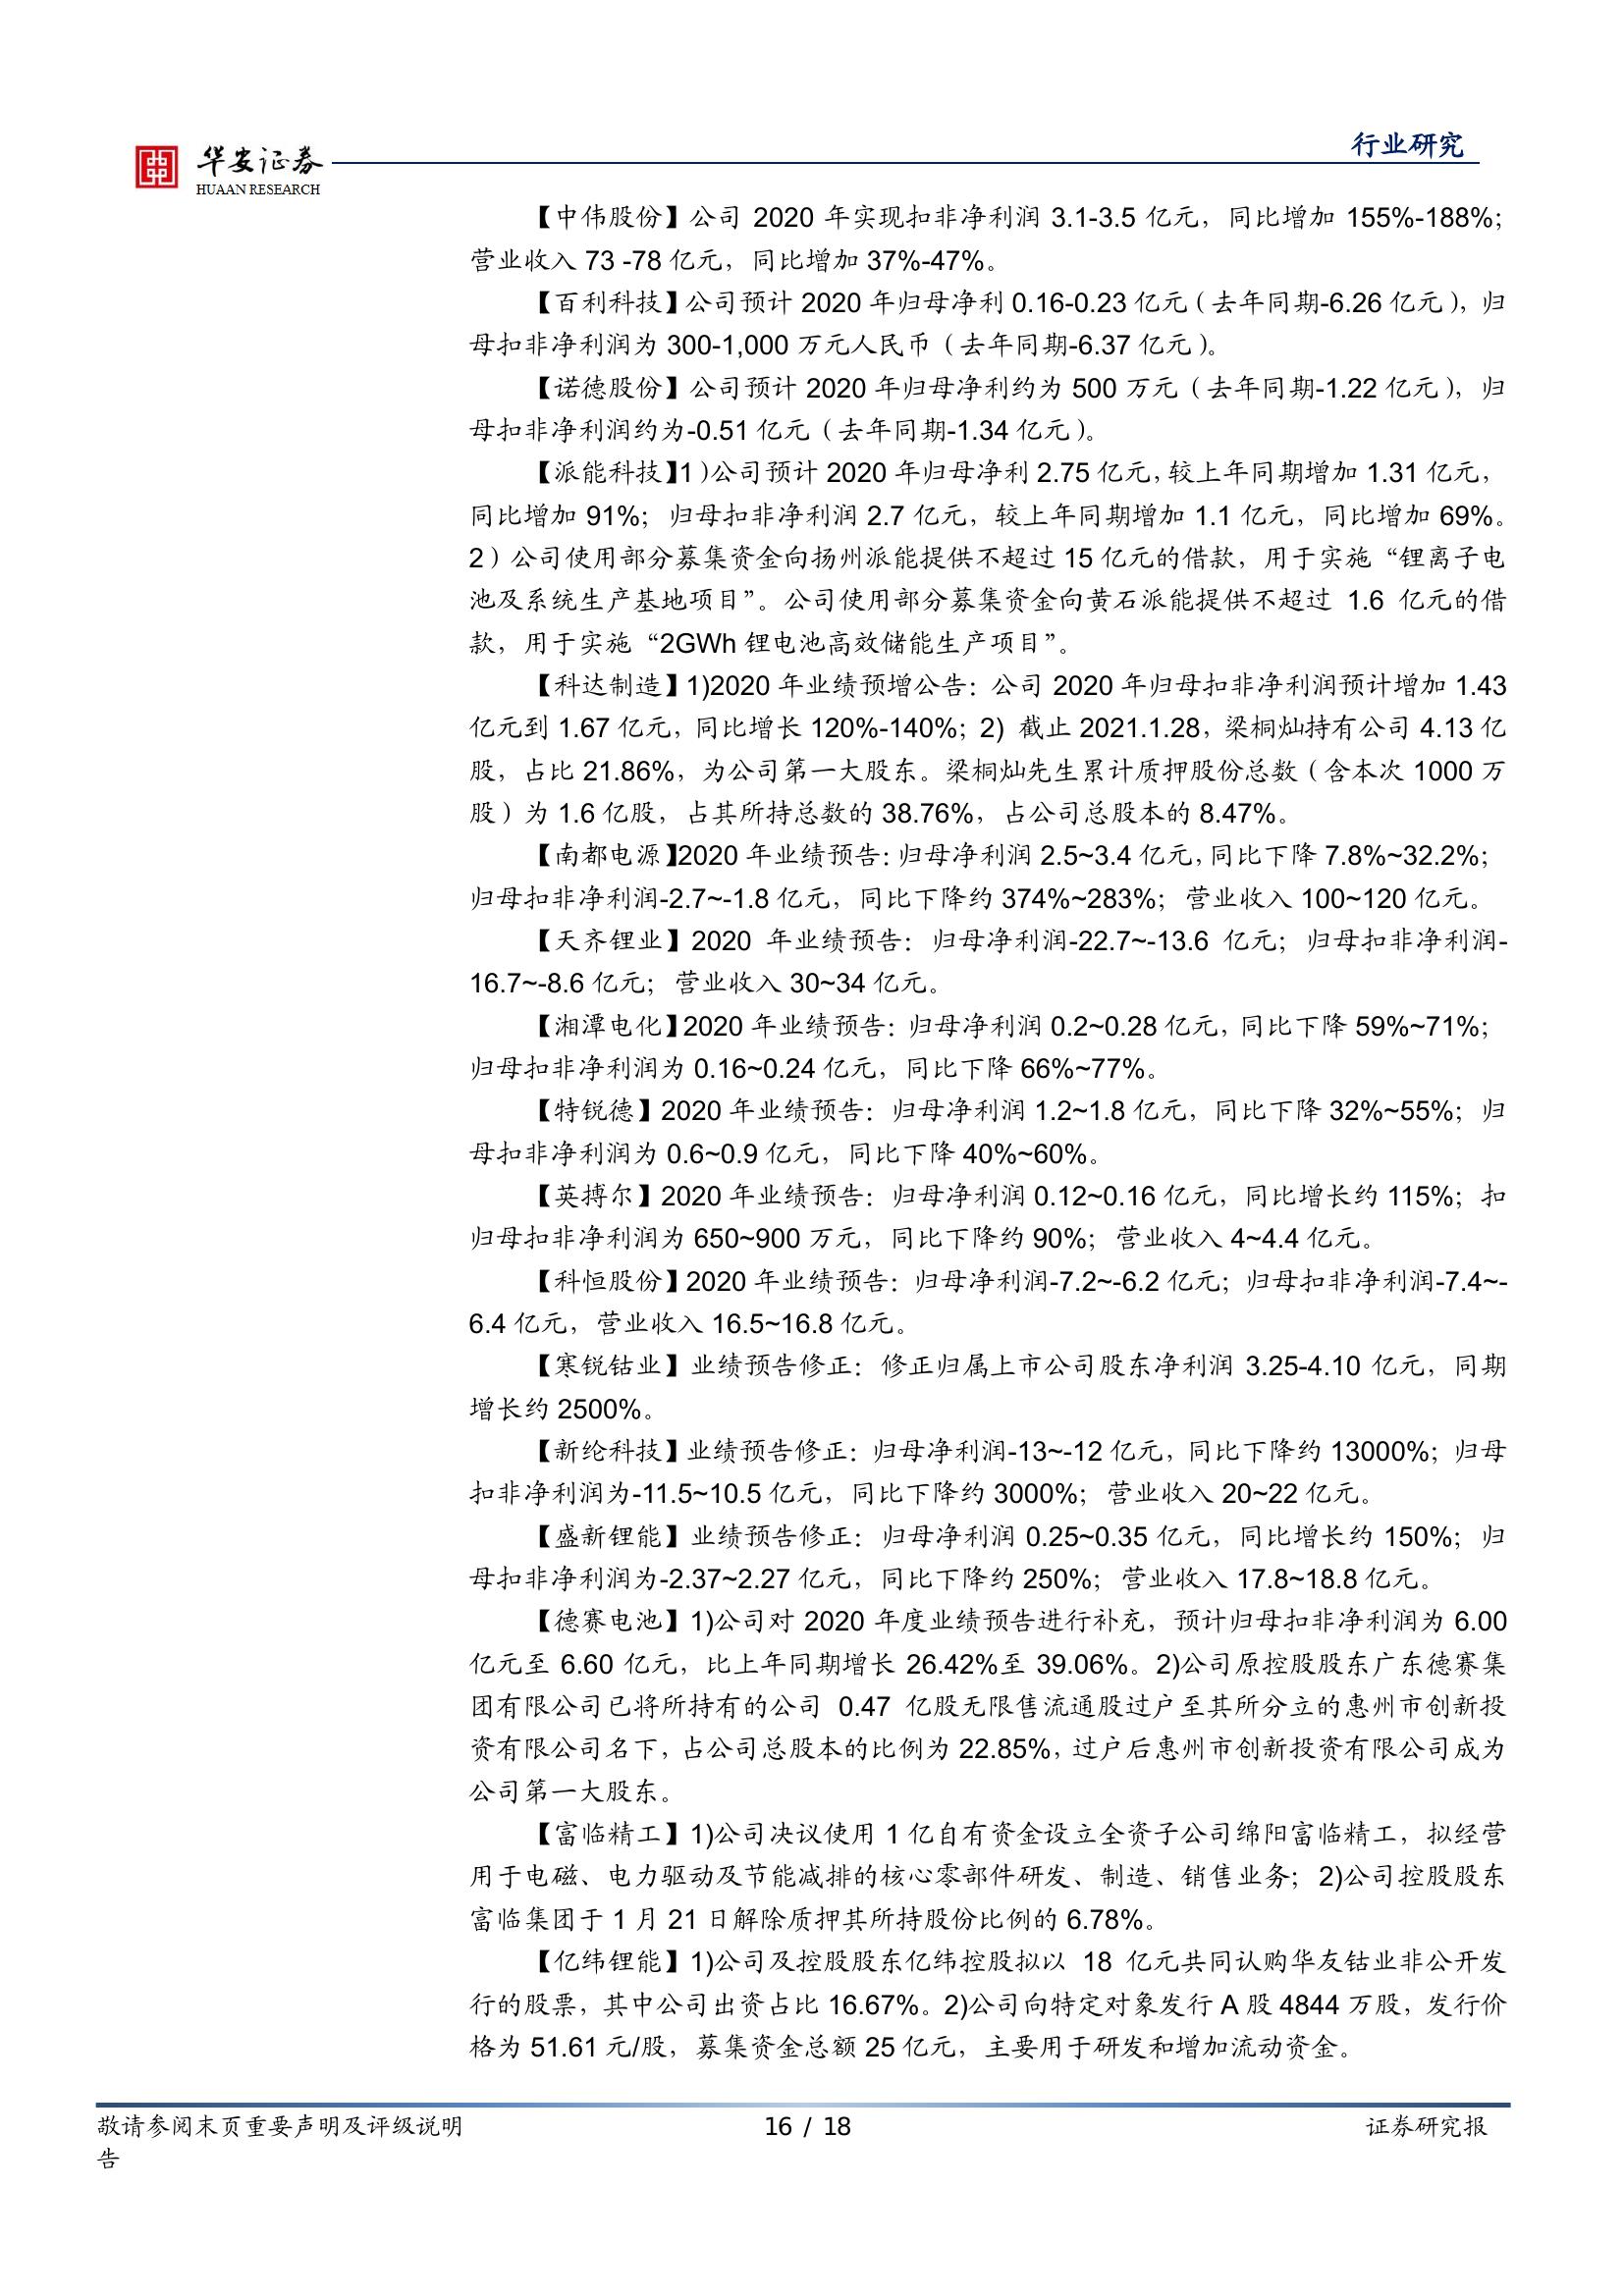 华安证券
HUAAN RESEARCH
行业研究
【中伟股份】公司 2020 年实现扣非净利润 3.1-3.5 亿元，同比增加 155%-188%；
营业收入 73 -78 亿元，同比增加 37%-47%。
【百利科技】公司预计 2020 年归母净利 0.16-0.23 亿元（去年同期-6.26 亿元），归
母扣非净利润为 300-1,000 万元人民币（去年同期-6.37 亿元）。
【诺德股份】公司预计 2020 年归母净利约为 500 万元（去年同期-1.22 亿元），归
母扣非净利润约为-0.51 亿元（去年同期-1.34 亿元）。
【派能科技】1）公司预计 2020 年归母净利 2.75 亿元，较上年同期增加 1.31 亿元，
同比增加 91%；归母扣非净利润 2.7 亿元，较上年同期增加 1.1 亿元，同比增加 69%。
2）公司使用部分募集资金向扬州派能提供不超过 15 亿元的借款，用于实施“锂离子电
池及系统生产基地项目”。公司使用部分募集资金向黄石派能提供不超过 1.6 亿元的借
款，用于实施“2GWh 锂电池高效储能生产项目”。
【科达制造】1)2020 年业绩预增公告：公司 2020 年归母扣非净利润预计增加 1.43
亿元到 1.67 亿元，同比增长 120%-140%；2) 截止 2021.1.28，梁桐灿持有公司 4.13 亿
股，占比 21.86%，为公司第一大股东。梁桐灿先生累计质押股份总数（含本次 1000 万
股）为 1.6 亿股，占其所持总数的 38.76%，占公司总股本的 8.47%。
【南都电源】2020 年业绩预告：归母净利润 2.5~3.4 亿元，同比下降 7.8%~32.2%；
归母扣非净利润-2.7~-1.8 亿元，同比下降约 374%~283%；营业收入 100~120 亿元。
【天齐锂业】2020 年业绩预告：归母净利润-22.7~-13.6 亿元；归母扣非净利润-
16.7~-8.6 亿元；营业收入 30~34 亿元。
【湘潭电化】2020 年业绩预告：归母净利润 0.2~0.28 亿元，同比下降 59%~71%；
归母扣非净利润为 0.16~0.24 亿元，同比下降 66%~77%。
【特锐德】2020 年业绩预告：归母净利润 1.2~1.8 亿元，同比下降 32%~55%；归
母扣非净利润为 0.6~0.9 亿元，同比下降 40%~60%。
【英搏尔】2020 年业绩预告：归母净利润 0.12~0.16 亿元，同比增长约 115%；扣
归母扣非净利润为 650~900 万元，同比下降约 90%；营业收入 4~4.4 亿元。
【科恒股份】2020 年业绩预告：归母净利润-7.2~-6.2 亿元；归母扣非净利润-7.4~-
6.4 亿元，营业收入 16.5~16.8 亿元。
【寒锐钴业】业绩预告修正：修正归属上市公司股东净利润 3.25-4.10 亿元，同期
增长约 2500%。
【新纶科技】业绩预告修正：归母净利润-13~-12 亿元，同比下降约 13000%；归母
扣非净利润为-11.5~10.5 亿元，同比下降约 3000%；营业收入 20~22 亿元。
【盛新锂能】业绩预告修正：归母净利润 0.25~0.35 亿元，同比增长约 150%；归
母扣非净利润为-2.37~2.27 亿元，同比下降约 250%；营业收入 17.8~18.8 亿元。
【德赛电池】1)公司对 2020 年度业绩预告进行补充，预计归母扣非净利润为 6.00
亿元至 6.60 亿元，比上年同期增长 26.42%至 39.06%。2)公司原控股股东广东德赛集
团有限公司已将所持有的公司 0.47 亿股无限售流通股过户至其所分立的惠州市创新投
资有限公司名下，占公司总股本的比例为 22.85%，过户后惠州市创新投资有限公司成为
公司第一大股东。
【富临精工】1)公司决议使用 1 亿自有资金设立全资子公司绵阳富临精工，拟经营
用于电磁、电力驱动及节能减排的核心零部件研发、制造、销售业务；2)公司控股股东
富临集团于 1 月 21 日解除质押其所持股份比例的 6.78%。
【亿纬锂能】1)公司及控股股东亿纬控股拟以 18 亿元共同认购华友钴业非公开发
行的股票，其中公司出资占比 16.67%。2)公司向特定对象发行 A 股 4844 万股，发行价
格为 51.61 元/股，募集资金总额 25 亿元，主要用于研发和增加流动资金。
敬请参阅末页重要声明及评级说明
16 / 18
证券研究报
告